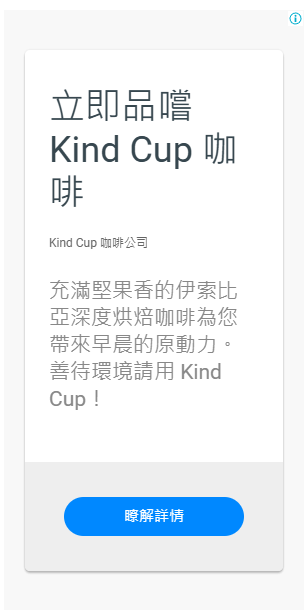 立即品嚐
Kind Cup 咖
啡
Kind Cup 咖啡公司
充滿堅果香的伊索比
亞深度烘焙咖啡為您
帶來早晨的原動力。
善待環境請用 Kind
Cup！
瞭解詳情